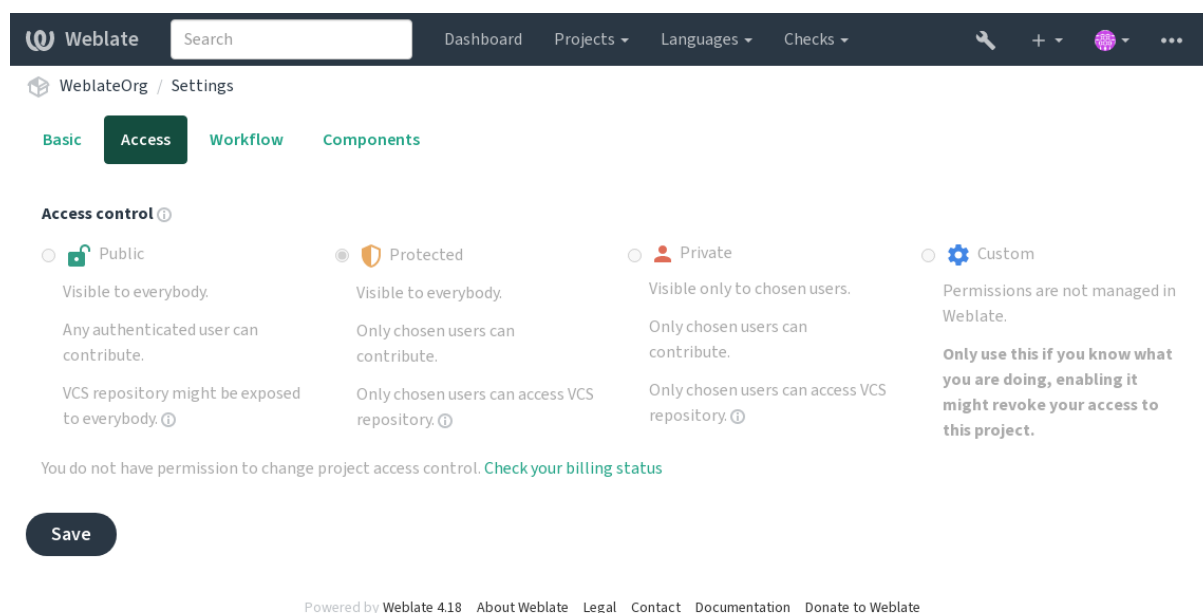 Weblate Search Dashboard Projects Languages Checks
WeblateOrg / Settings
Basic Access Workflow Components
Access control
Public
Visible to everybody.
Any authenticated user can
contribute.
VCS repository might be exposed
to everybody.
Protected
Visible to everybody.
Only chosen users can
contribute.
Only chosen users can access VCS
repository.
Private
Visible only to chosen users.
Only chosen users can
contribute.
Only chosen users can access VCS
repository.
Custom
Permissions are not managed in
Weblate.
Only use this if you know what
you are doing, enabling it
might revoke your access to
this project.
You do not have permission to change project access control. Check your billing status
Save
Powered by Weblate 4.18 About Weblate Legal Contact Documentation Donate to Weblate